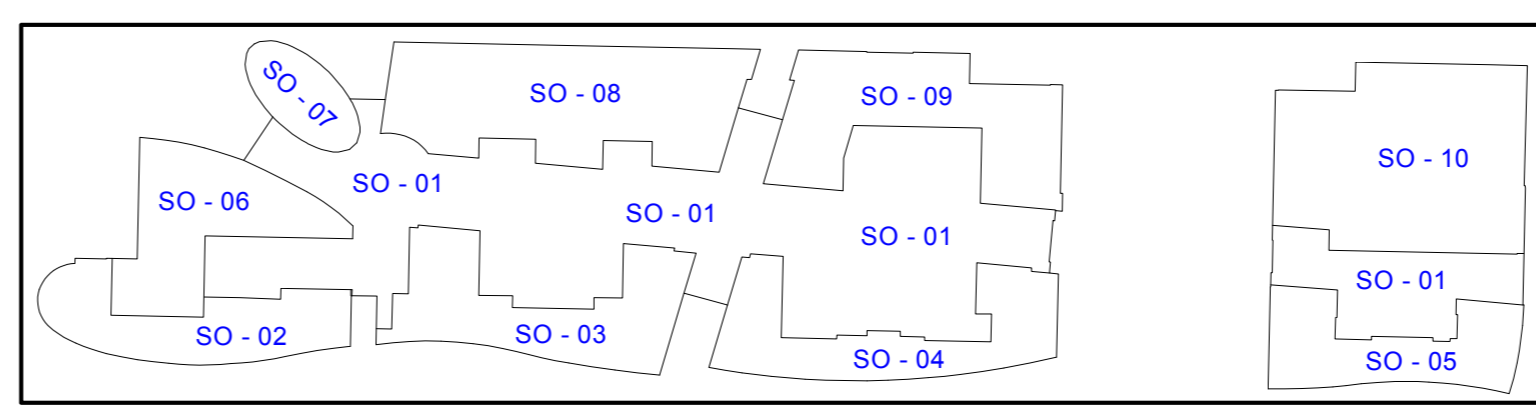 SO - 07
SO - 08
SO - 09
SO - 10
SO - 06
SO - 01
SO - 01
SO - 01
SO - 01
SO - 02
SO - 03
SO - 04
SO - 05